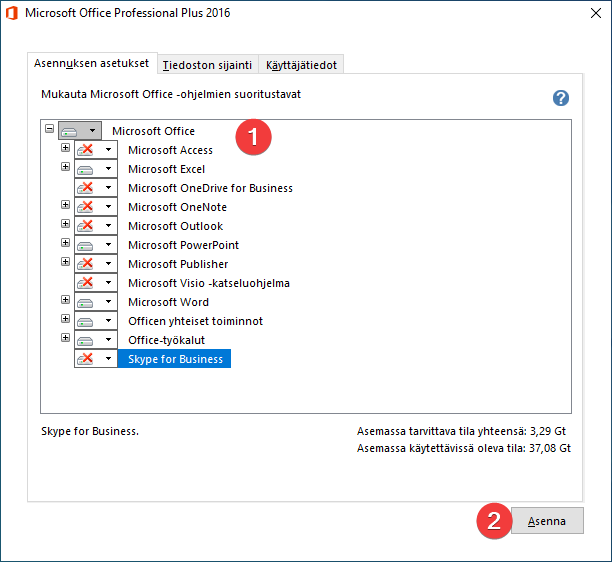 Microsoft Office Professional Plus 2016
Asennuksen asetukset
Tiedoston sijainti
Käyttäjätiedot
Mukauta Microsoft Office -ohjelmien suoritustavat
?
Microsoft Office
1
Microsoft Access
Microsoft Excel
Microsoft OneDrive for Business
Microsoft OneNote
Microsoft Outlook
Microsoft PowerPoint
Microsoft Publisher
Microsoft Visio -katseluohjelma
Microsoft Word
Officen yhteiset toiminnot
Office-työkalut
Skype for Business
Skype for Business.
Asemassa tarvittava tila yhteensä: 3,29 Gt
Asemassa käytettävissä oleva tila: 37,08 Gt
2
Asenna